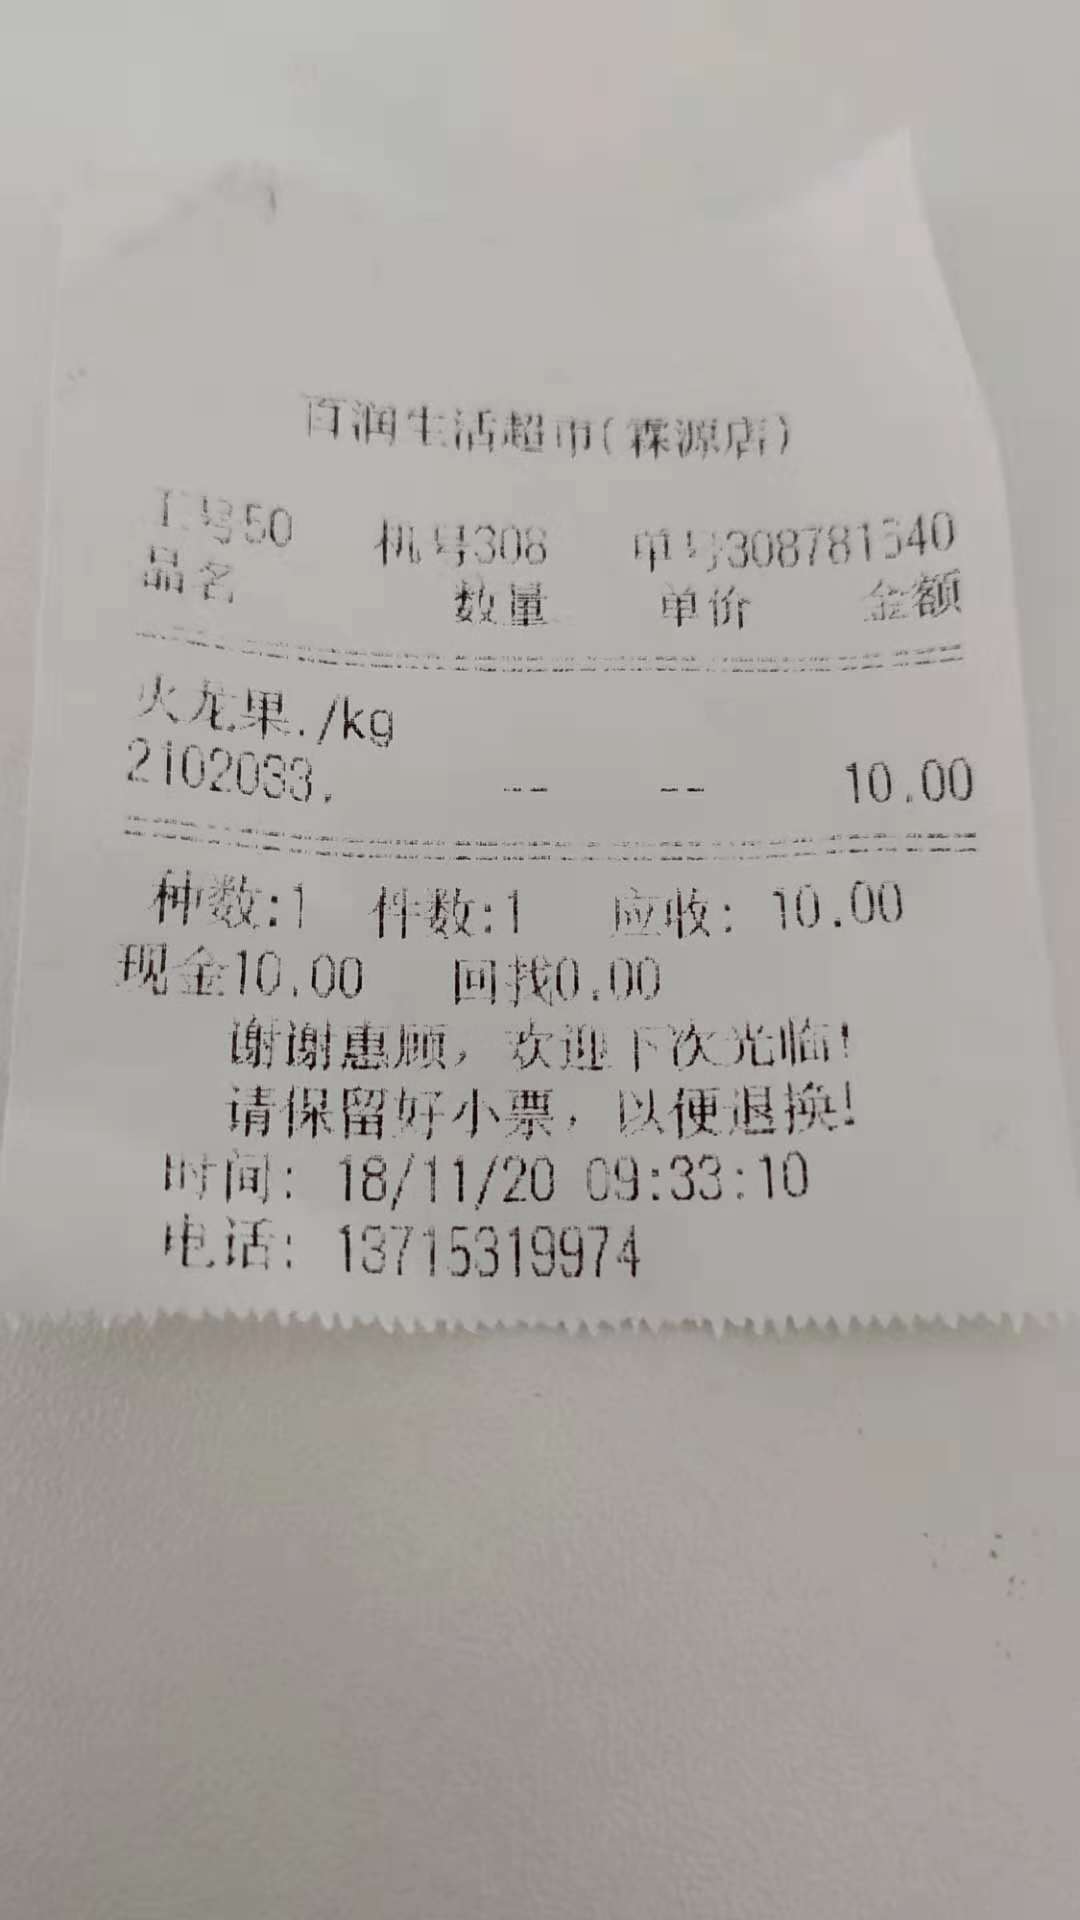 百润生活超市(霖源店)
工号50 机号308 单号308781540
品名 数量 单价 金额
火龙果./kg
2102033. -- -- 10.00
种数:1 件数:1 应收: 10.00
现金10.00 回找0.00
谢谢惠顾，欢迎下次光临!
请保留好小票，以便退换!
时间: 18/11/20 09:33:10
电话: 13715319974